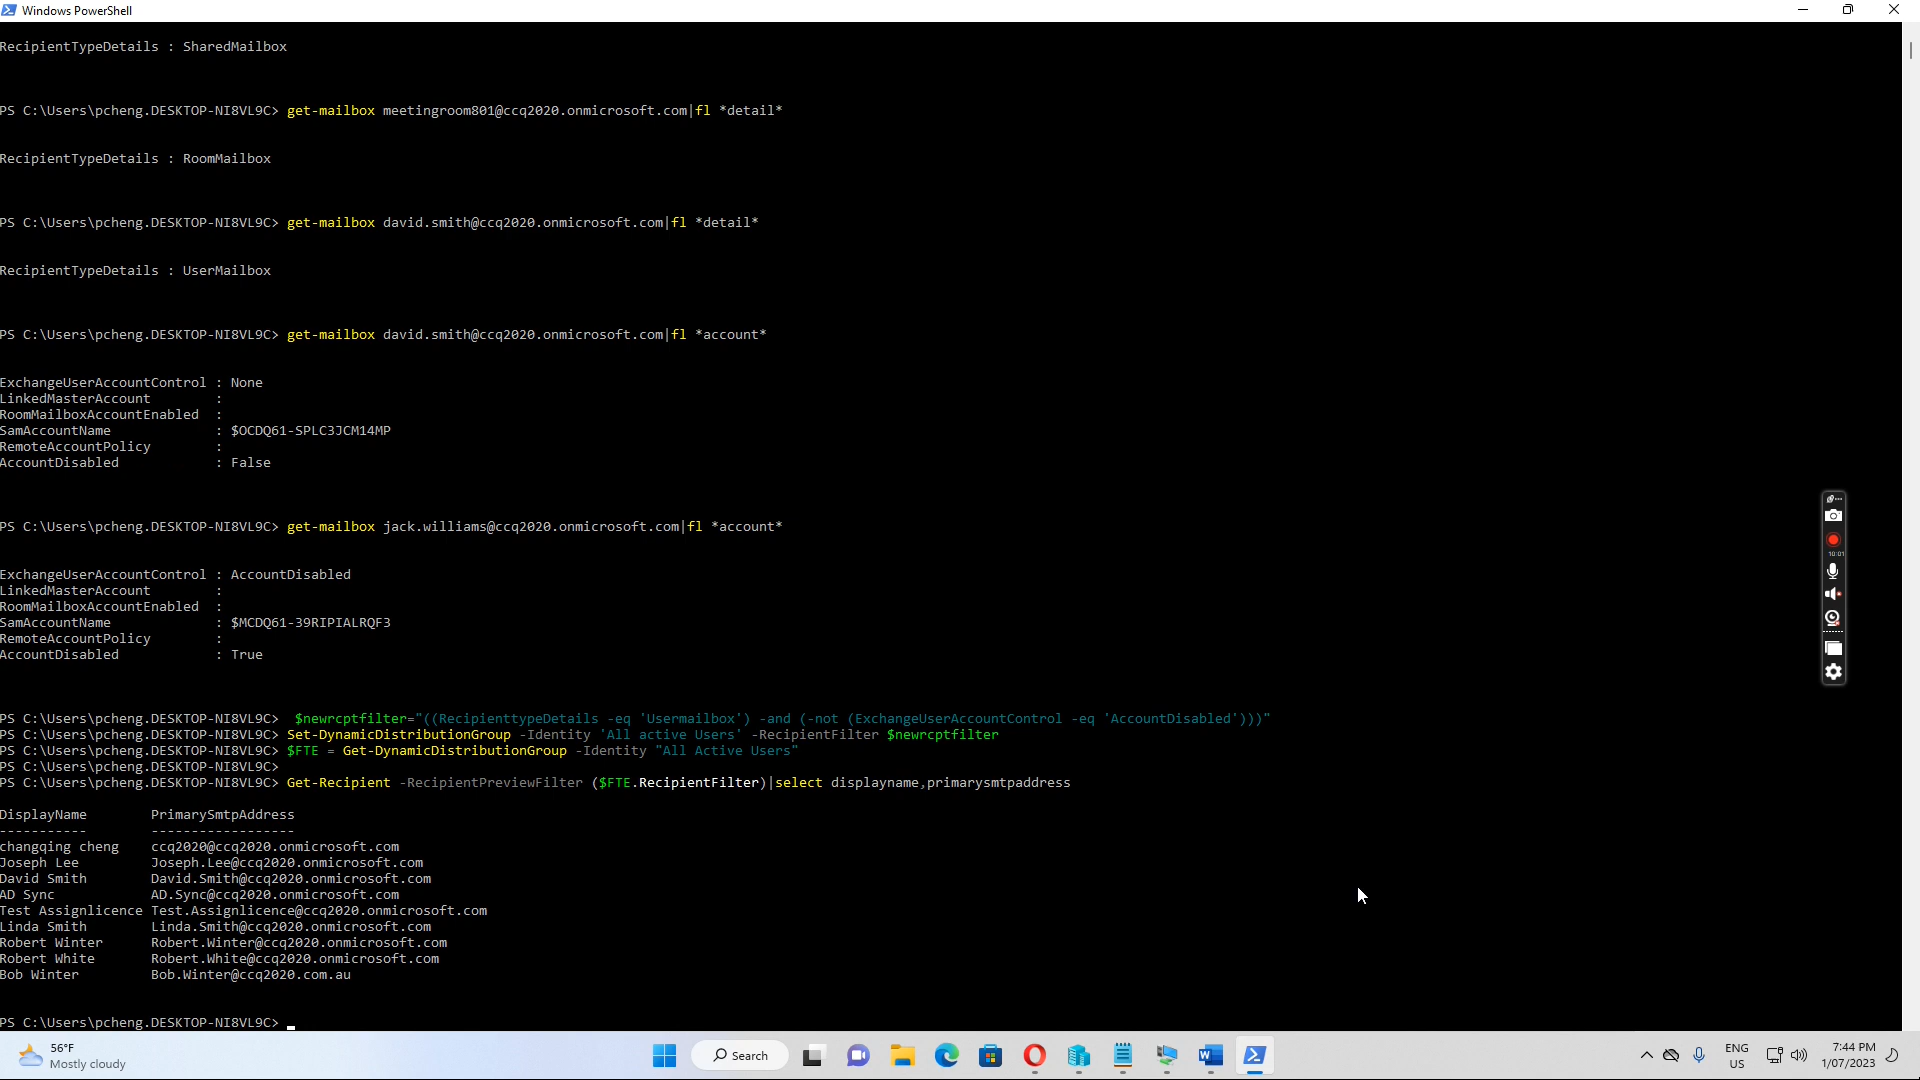 Windows PowerShell
RecipientTypeDetails : SharedMailbox
PS C:\Users\pcheng.DESKTOP-NI8VL9C> get-mailbox meetingroom801@ccq2020.onmicrosoft.com|fl *detail*
RecipientTypeDetails : RoomMailbox
PS C:\Users\pcheng.DESKTOP-NI8VL9C> get-mailbox david.smith@ccq2020.onmicrosoft.com|fl *detail*
RecipientTypeDetails : UserMailbox
PS C:\Users\pcheng.DESKTOP-NI8VL9C> get-mailbox david.smith@ccq2020.onmicrosoft.com|fl *account*
ExchangeUserAccountControl : None
LinkedMasterAccount :
RoomMailboxAccountEnabled :
SamAccountName : $OCDQ61-SPLC3JCM14MP
RemoteAccountPolicy :
AccountDisabled : False
PS C:\Users\pcheng.DESKTOP-NI8VL9C> get-mailbox jack.williams@ccq2020.onmicrosoft.com|fl *account*
ExchangeUserAccountControl : AccountDisabled
LinkedMasterAccount :
RoomMailboxAccountEnabled :
SamAccountName : $MCDQ61-39RIPIALRQF3
RemoteAccountPolicy :
AccountDisabled : True
PS C:\Users\pcheng.DESKTOP-NI8VL9C>  $newrcptfilter="((RecipienttypeDetails -eq 'Usermailbox') -and (-not (ExchangeUserAccountControl -eq 'AccountDisabled')))"
PS C:\Users\pcheng.DESKTOP-NI8VL9C> Set-DynamicDistributionGroup -Identity 'All active Users' -RecipientFilter $newrcptfilter
PS C:\Users\pcheng.DESKTOP-NI8VL9C> $FTE = Get-DynamicDistributionGroup -Identity "All Active Users"
PS C:\Users\pcheng.DESKTOP-NI8VL9C>
PS C:\Users\pcheng.DESKTOP-NI8VL9C> Get-Recipient -RecipientPreviewFilter ($FTE.RecipientFilter)|select displayname,primarysmtpaddress
DisplayName PrimarySmtpAddress
----------- ------------------
changqing cheng ccq2020@ccq2020.onmicrosoft.com
Joseph Lee Joseph.Lee@ccq2020.onmicrosoft.com
David Smith David.Smith@ccq2020.onmicrosoft.com
AD Sync AD.Sync@ccq2020.onmicrosoft.com
Test Assignlicence Test.Assignlicence@ccq2020.onmicrosoft.com
Linda Smith Linda.Smith@ccq2020.onmicrosoft.com
Robert Winter Robert.Winter@ccq2020.onmicrosoft.com
Robert White Robert.White@ccq2020.onmicrosoft.com
Bob Winter Bob.Winter@ccq2020.com.au
PS C:\Users\pcheng.DESKTOP-NI8VL9C>
10:01
56°F
Mostly cloudy
Search
ENG
US
7:44 PM
1/07/2023